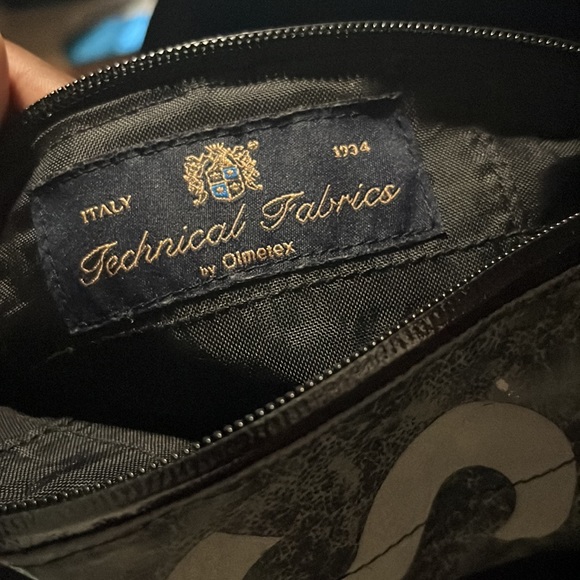 ITALY 1934
Technical Fabrics
by Olmetex